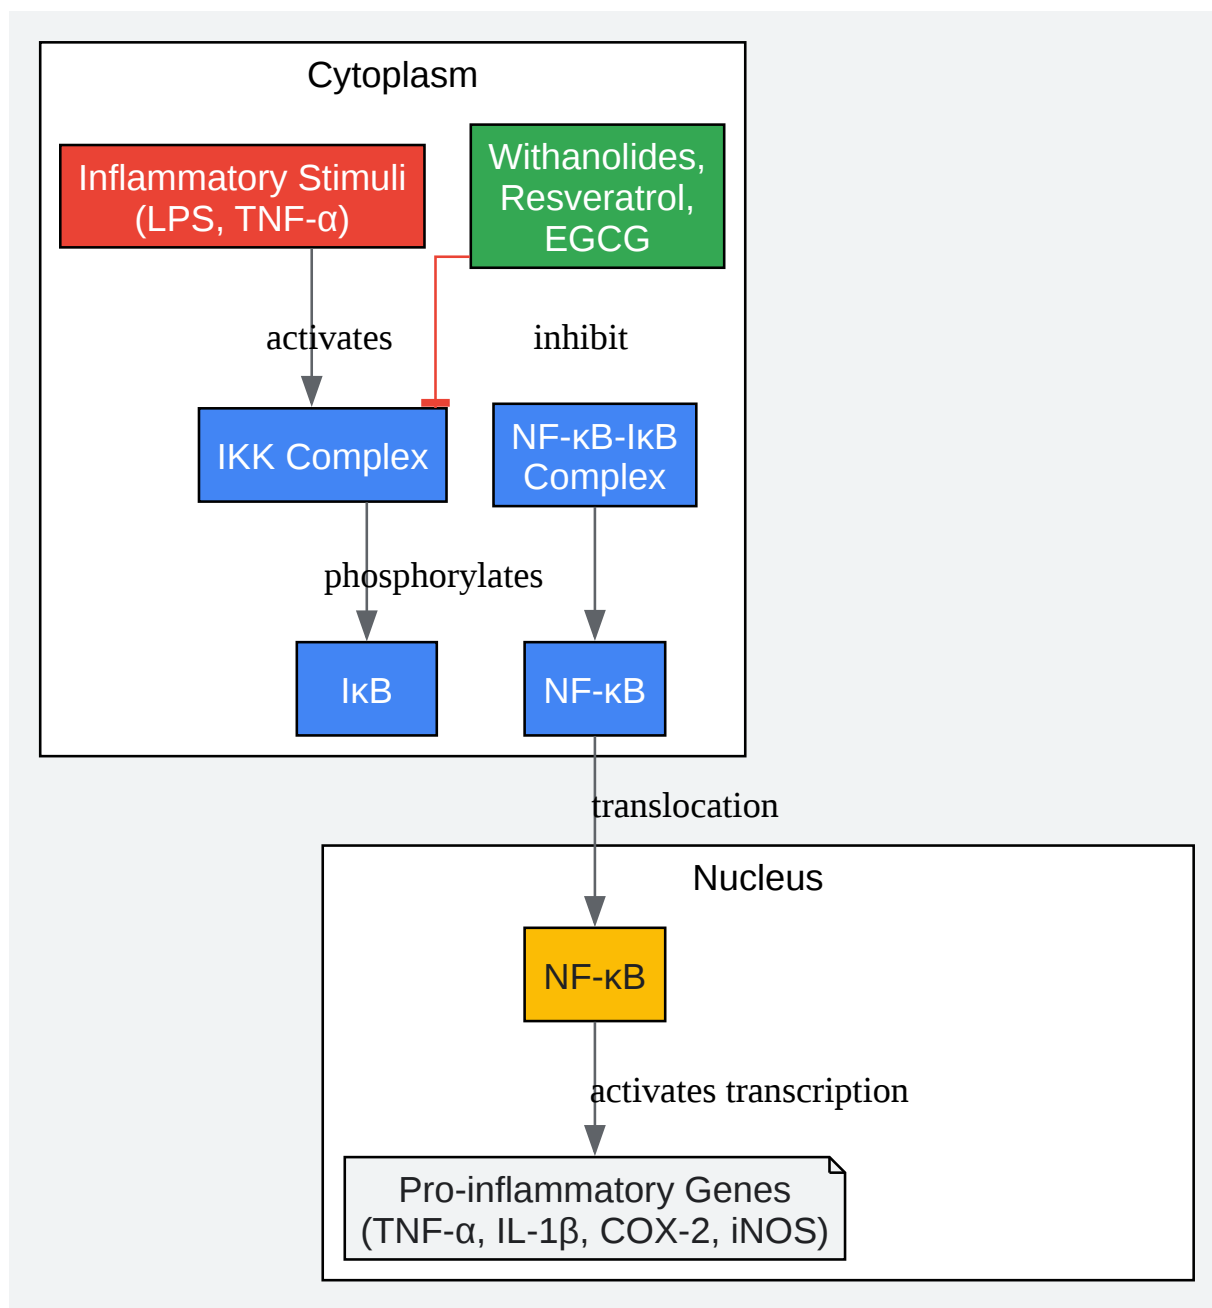 Cytoplasm
Inflammatory Stimuli
(LPS, TNF-α)
Withanolides,
Resveratrol,
EGCG
activates
inhibit
IKK Complex
NF-κB-IκB
Complex
phosphorylates
IκB
NF-κB
translocation
Nucleus
NF-κB
activates transcription
Pro-inflammatory Genes
(TNF-α, IL-1β, COX-2, iNOS)